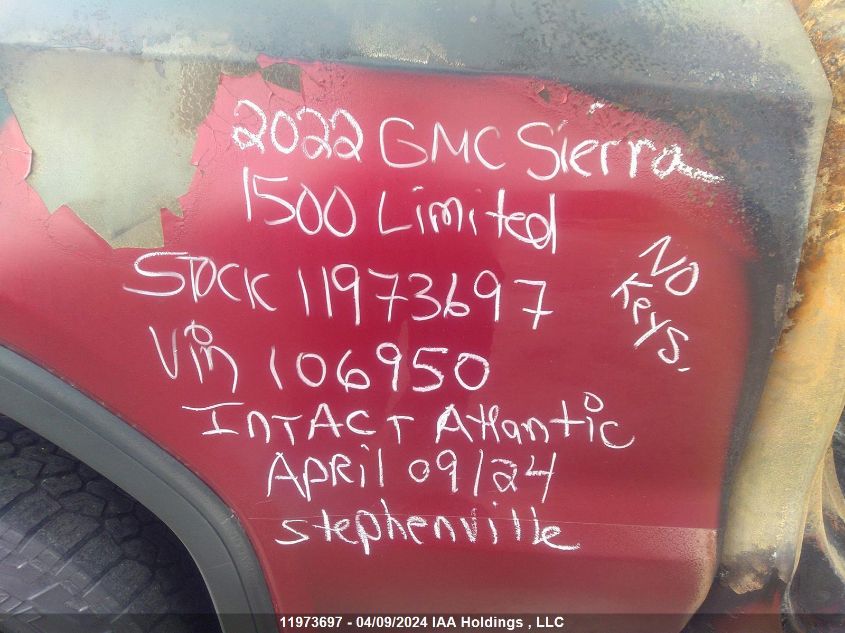 2022 GMC Sierra
1500 Limited
STOCK 11973697
Vin 106950
INTACT Atlantic
APRil 09/24
Stephenville
NO
Keys.
11973697 - 04/09/2024 IAA Holdings , LLC